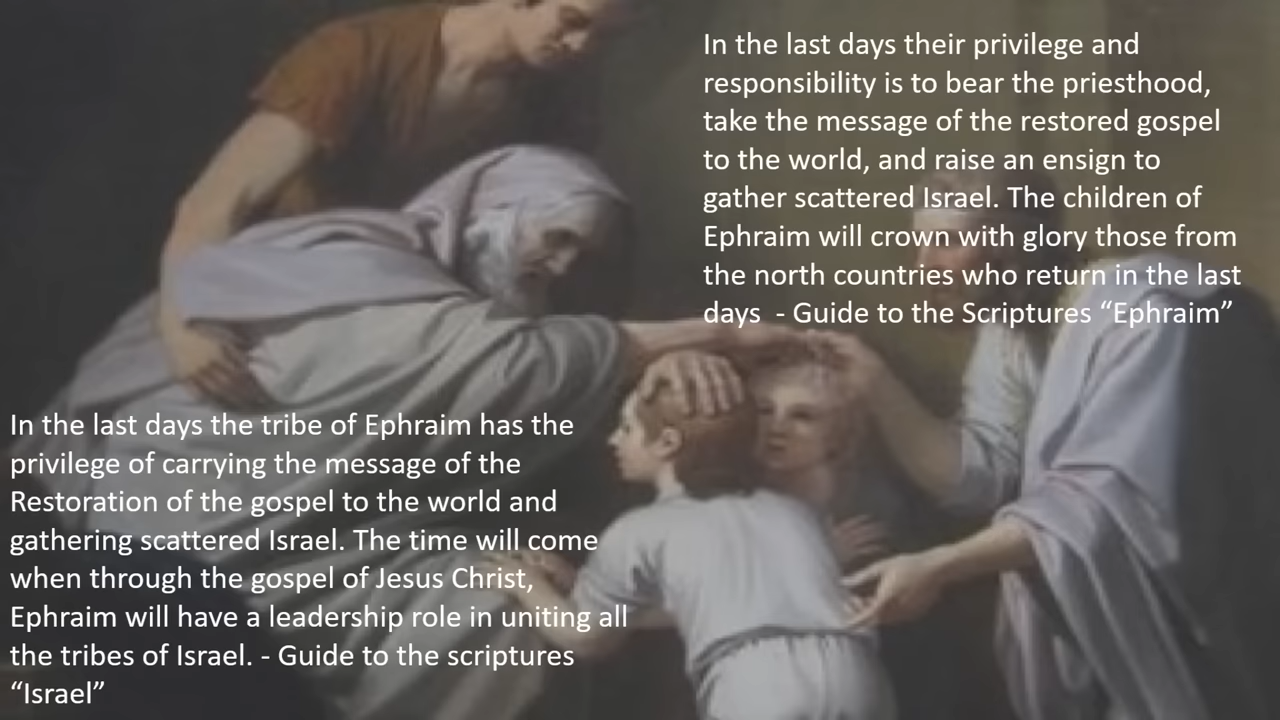 In the last days their privilege and
responsibility is to bear the priesthood,
take the message of the restored gospel
to the world, and raise an ensign to
gather scattered Israel. The children of
Ephraim will crown with glory those from
the north countries who return in the last
days  - Guide to the Scriptures “Ephraim”
In the last days the tribe of Ephraim has the
privilege of carrying the message of the
Restoration of the gospel to the world and
gathering scattered Israel. The time will come
when through the gospel of Jesus Christ,
Ephraim will have a leadership role in uniting all
the tribes of Israel. - Guide to the scriptures
“Israel”